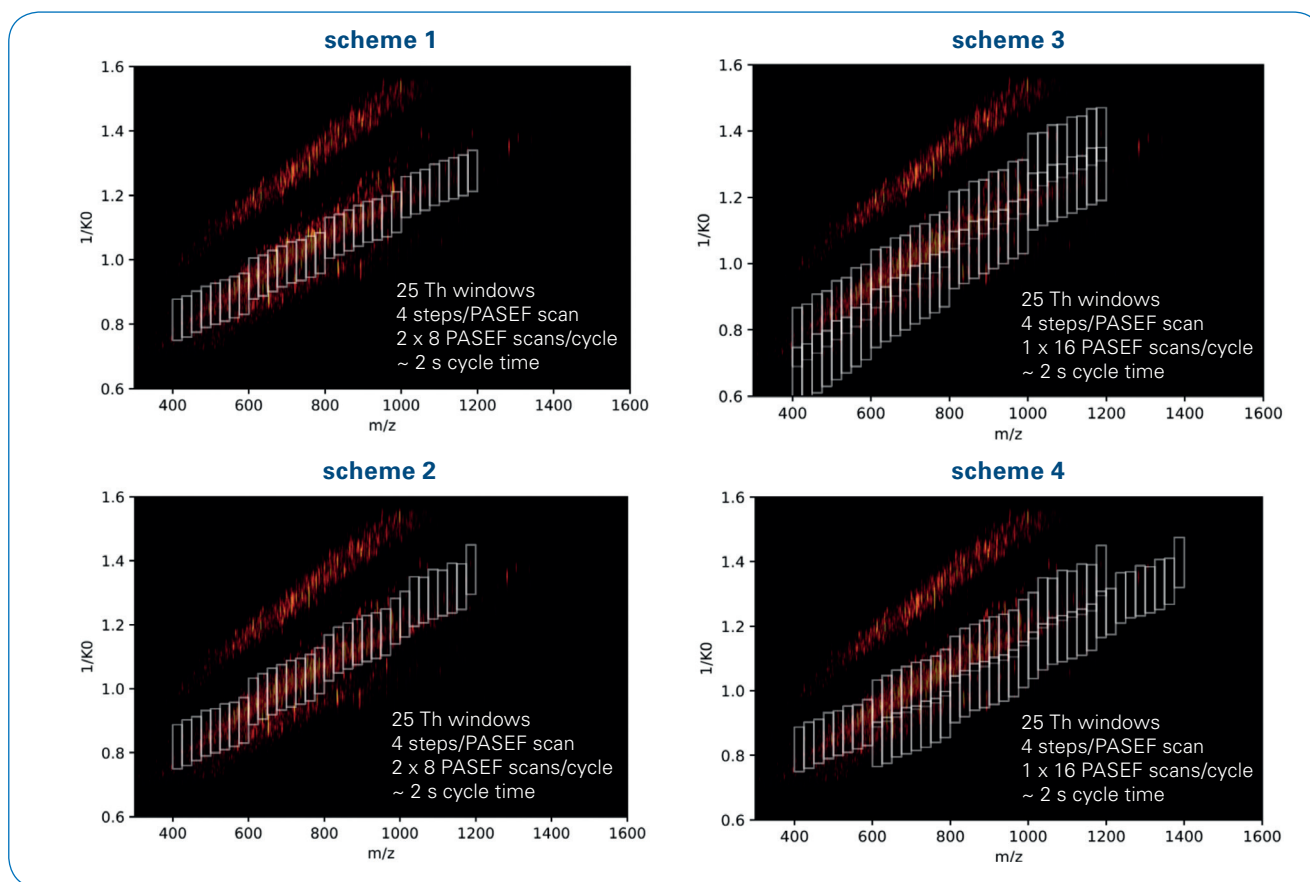 scheme 1
1.6
1.4
1.2
1.0
0.8
0.6
1/K0
400 600 800 1000 1200 1400 1600
m/z
25 Th windows
4 steps/PASEF scan
2 x 8 PASEF scans/cycle
~ 2 s cycle time
scheme 3
1.6
1.4
1.2
1.0
0.8
0.6
1/K0
400 600 800 1000 1200 1400 1600
m/z
25 Th windows
4 steps/PASEF scan
1 x 16 PASEF scans/cycle
~ 2 s cycle time
scheme 2
1.6
1.4
1.2
1.0
0.8
0.6
1/K0
400 600 800 1000 1200 1400 1600
m/z
25 Th windows
4 steps/PASEF scan
2 x 8 PASEF scans/cycle
~ 2 s cycle time
scheme 4
1.6
1.4
1.2
1.0
0.8
0.6
1/K0
400 600 800 1000 1200 1400 1600
m/z
25 Th windows
4 steps/PASEF scan
1 x 16 PASEF scans/cycle
~ 2 s cycle time